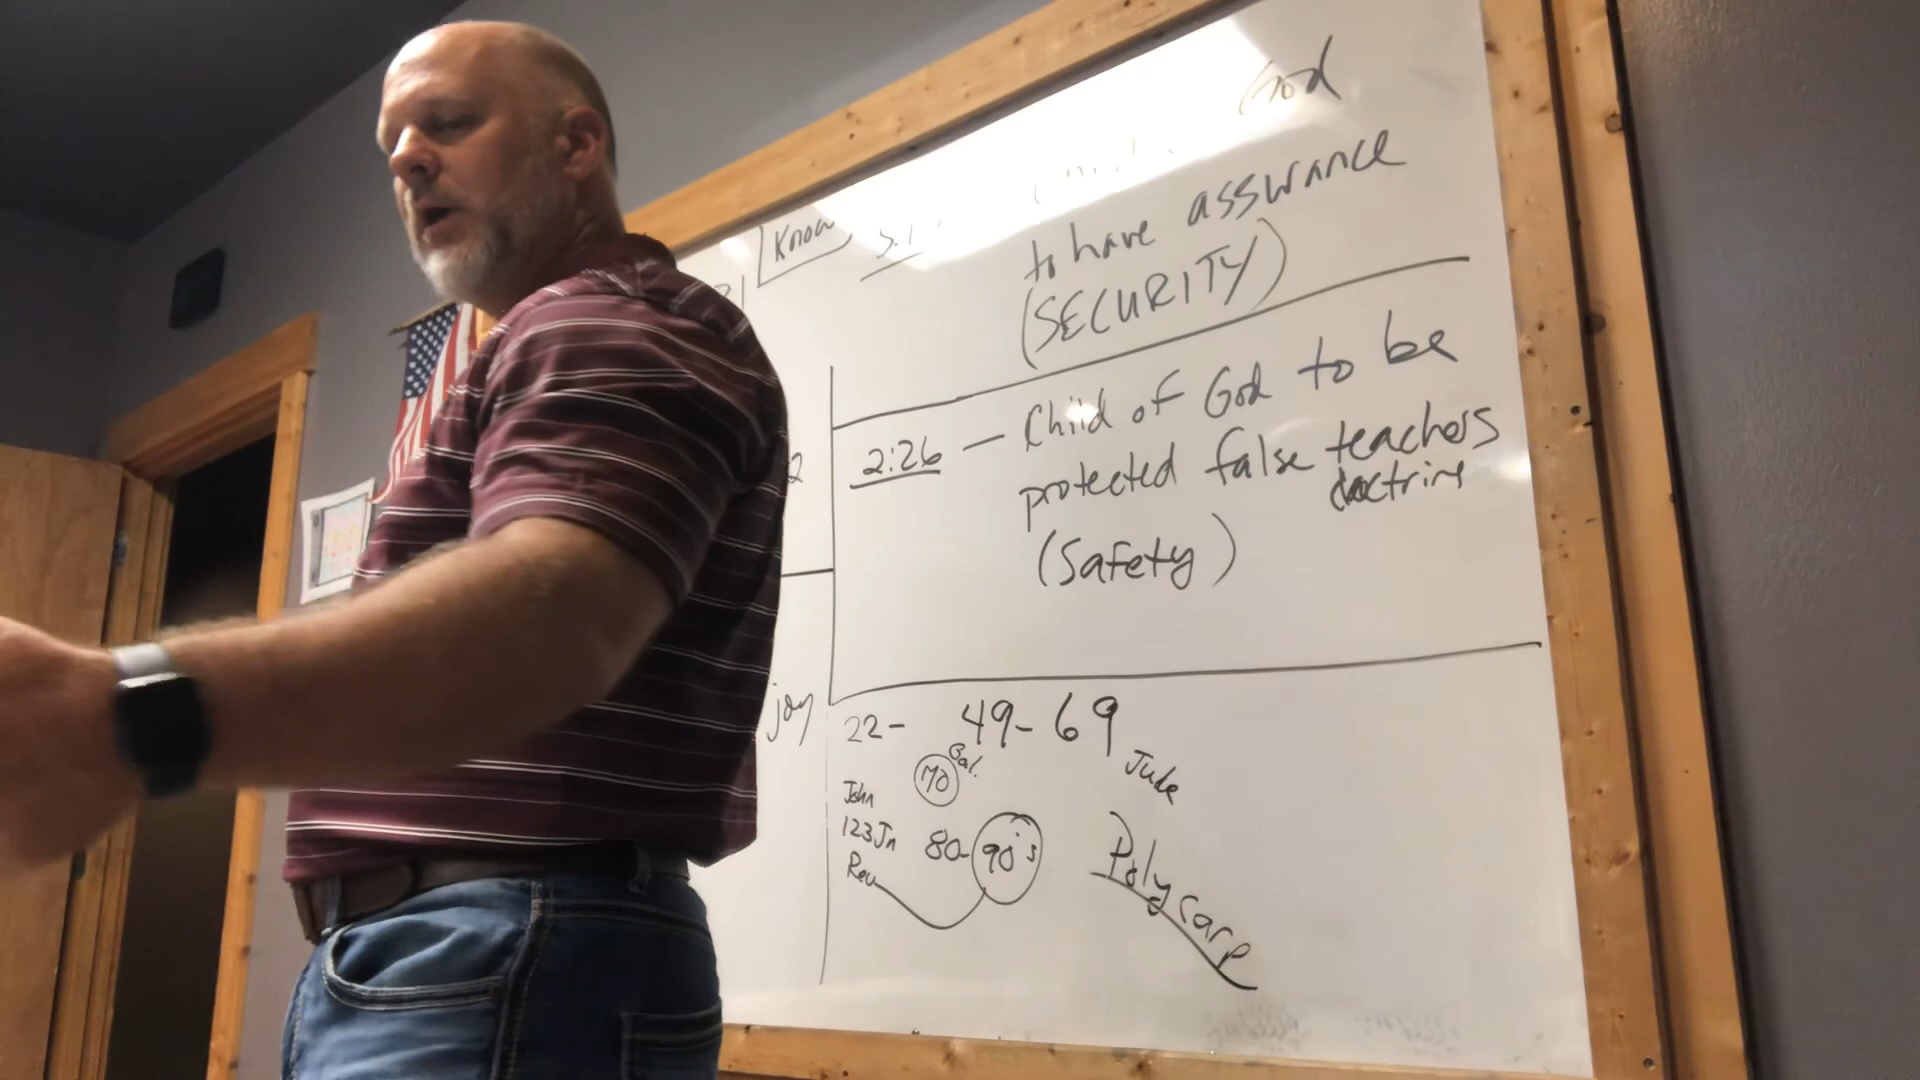 God
Know
to have assurance
(SECURITY)
2:26 — Child of God to be
protected false teachers
doctrine
(Safety)
joy
22- 49-69
Gal.
Jude
John
123 Jn 80-90's
Rev
Polycarp